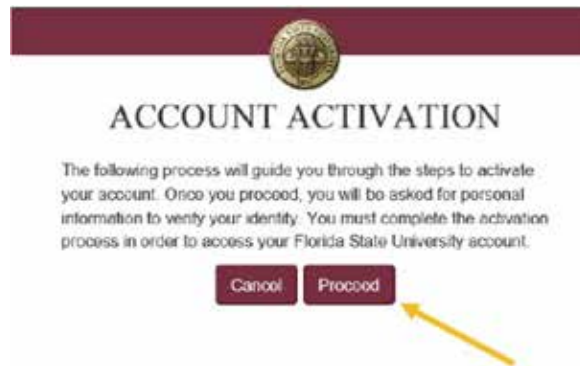 ACCOUNT ACTIVATION
The following process will guide you through the steps to activate
your account. Once you proceed, you will be asked for personal
information to verify your identity. You must complete the activation
process in order to access your Florida State University account.
Cancel Proceed